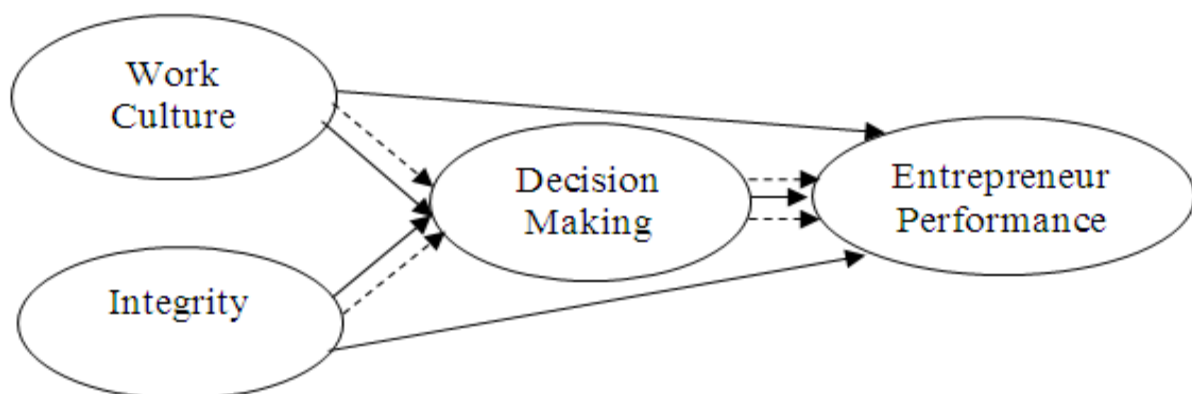 Work
Culture
Decision
Making
Entrepreneur
Performance
Integrity